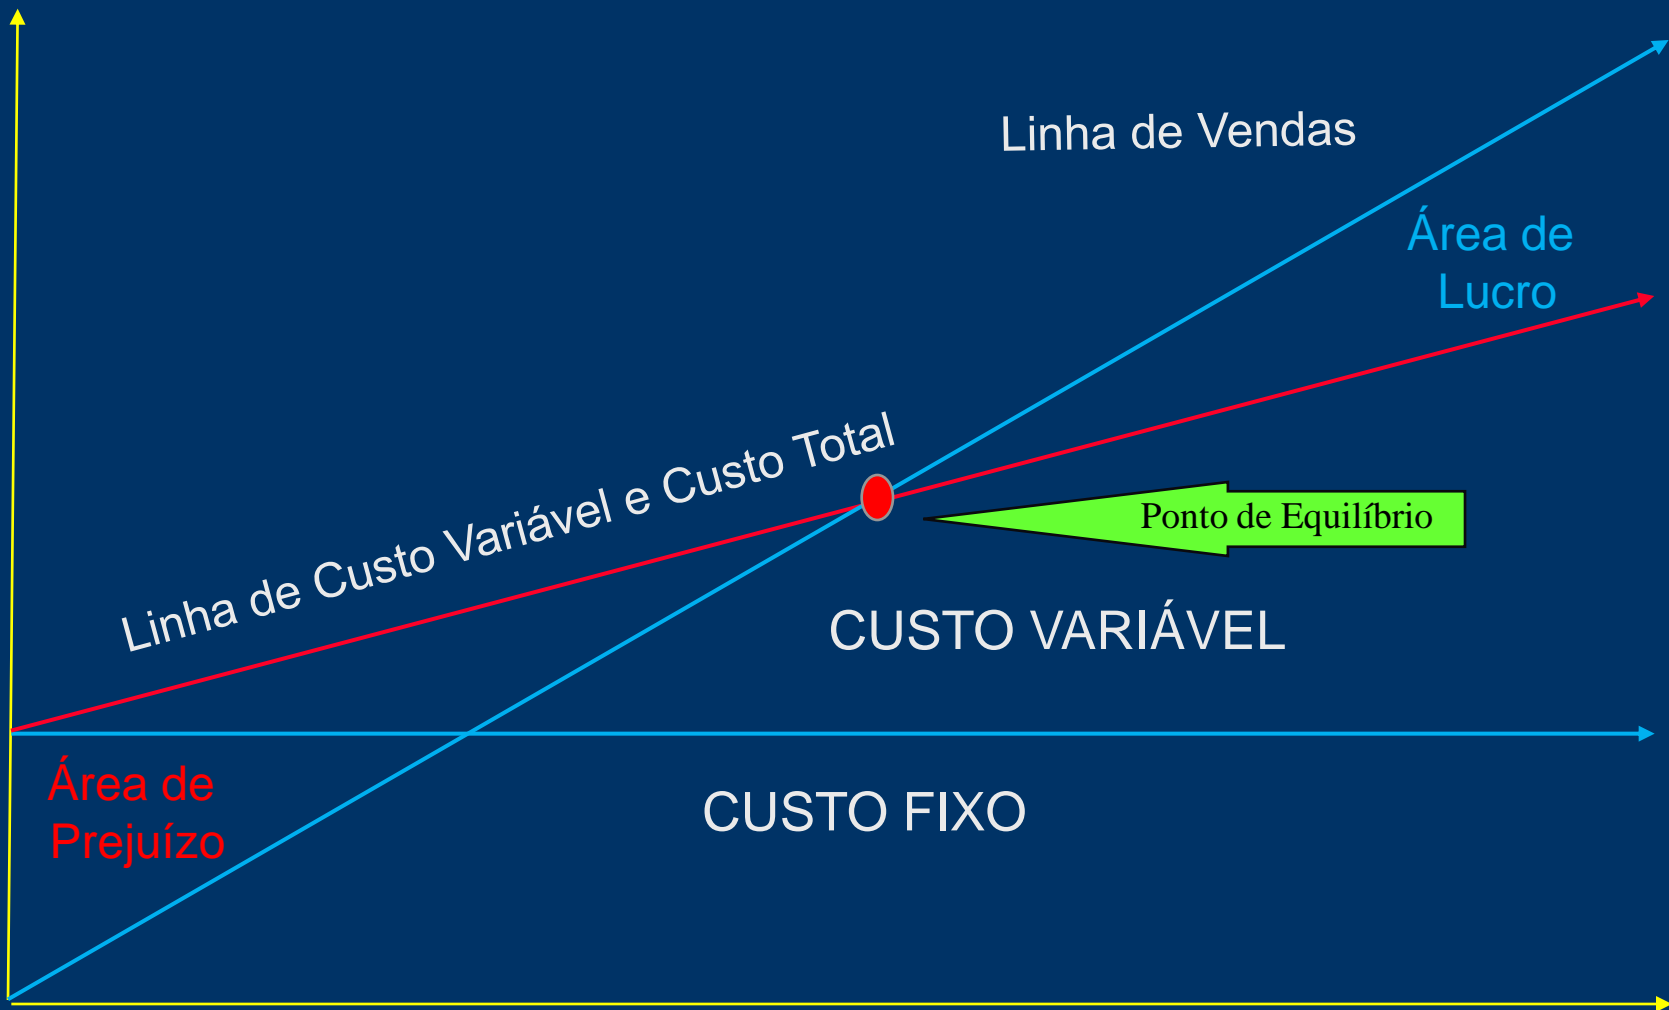 Linha de Vendas
Área de
Lucro
Linha de Custo Variável e Custo Total
Ponto de Equilíbrio
CUSTO VARIÁVEL
Área de
Prejuízo
CUSTO FIXO